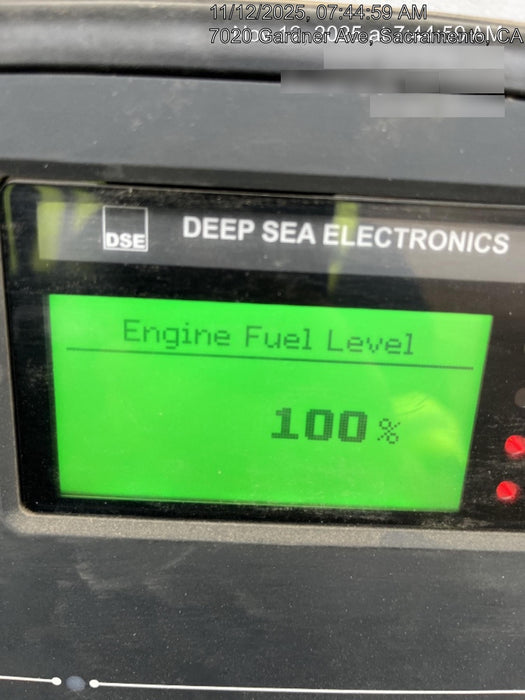 11/12/2025, 07:44:59 AM
7020 Gardner Ave, Sacramento, CA
DSE
DEEP SEA ELECTRONICS
Engine Fuel Level
100%